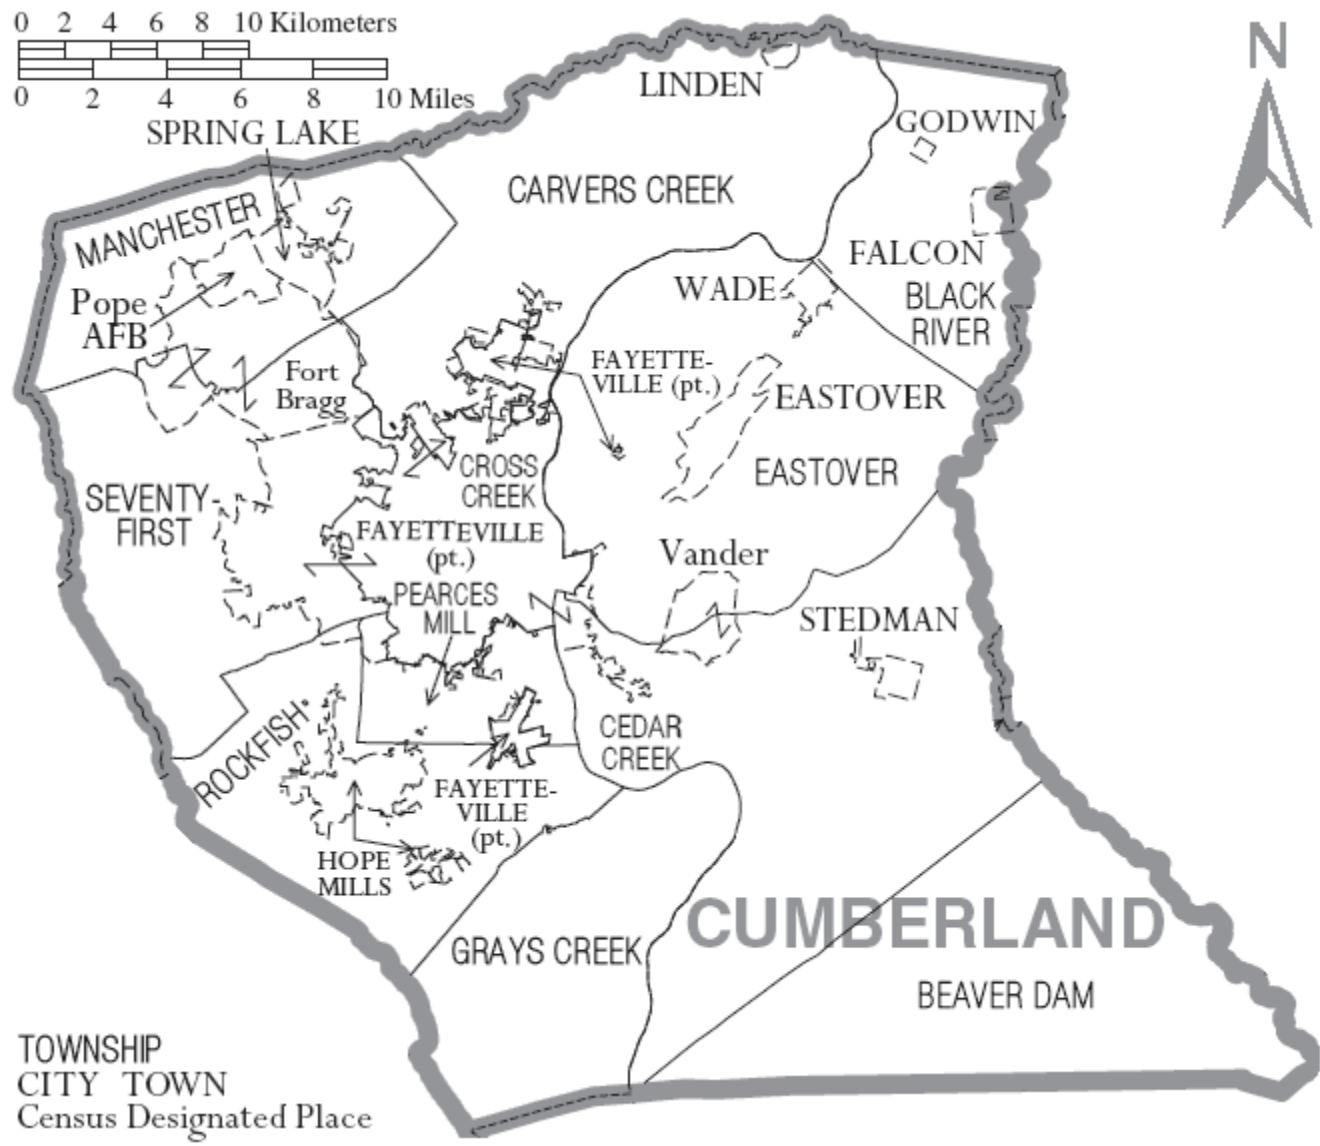 0 2 4 6 8 10 Kilometers
0 2 4 6 8 10 Miles
N
LINDEN
SPRING LAKE
GODWIN
CARVERS CREEK
MANCHESTER
FALCON
WADE
BLACK
RIVER
Pope
AFB
Fort
Bragg
FAYETTE-
VILLE (pt.)
EASTOVER
CROSS
CREEK
EASTOVER
SEVENTY-
FIRST
FAYETTEVILLE
(pt.)
Vander
PEARCES
MILL
STEDMAN
ROCKFISH
CEDAR
CREEK
FAYETTE-
VILLE
(pt.)
HOPE
MILLS
CUMBERLAND
GRAYS CREEK
BEAVER DAM
TOWNSHIP
CITY TOWN
Census Designated Place